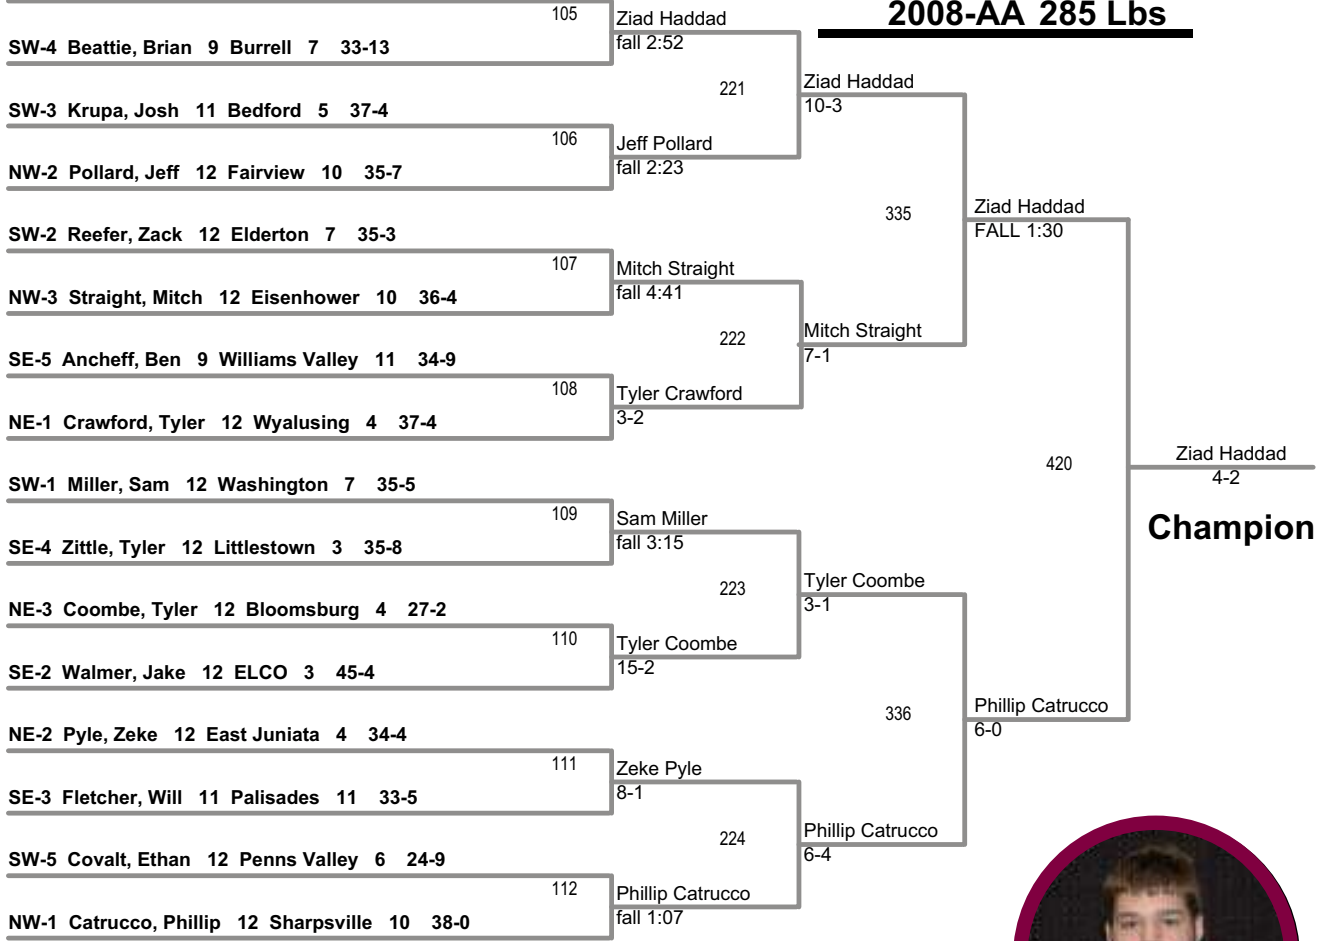 2008-AA 285 Lbs
105
Ziad Haddad
fall 2:52
SW-4 Beattie, Brian 9 Burrell 7 33-13
221
Ziad Haddad
10-3
SW-3 Krupa, Josh 11 Bedford 5 37-4
106
Jeff Pollard
fall 2:23
NW-2 Pollard, Jeff 12 Fairview 10 35-7
335
Ziad Haddad
FALL 1:30
SW-2 Reefer, Zack 12 Elderton 7 35-3
107
Mitch Straight
fall 4:41
NW-3 Straight, Mitch 12 Eisenhower 10 36-4
222
Mitch Straight
7-1
SE-5 Ancheff, Ben 9 Williams Valley 11 34-9
108
Tyler Crawford
3-2
NE-1 Crawford, Tyler 12 Wyalusing 4 37-4
420
Ziad Haddad
4-2
Champion
SW-1 Miller, Sam 12 Washington 7 35-5
109
Sam Miller
fall 3:15
SE-4 Zittle, Tyler 12 Littlestown 3 35-8
223
Tyler Coombe
3-1
NE-3 Coombe, Tyler 12 Bloomsburg 4 27-2
110
Tyler Coombe
15-2
SE-2 Walmer, Jake 12 ELCO 3 45-4
336
Phillip Catrucco
6-0
NE-2 Pyle, Zeke 12 East Juniata 4 34-4
111
Zeke Pyle
8-1
SE-3 Fletcher, Will 11 Palisades 11 33-5
224
Phillip Catrucco
6-4
SW-5 Covalt, Ethan 12 Penns Valley 6 24-9
112
Phillip Catrucco
fall 1:07
NW-1 Catrucco, Phillip 12 Sharpsville 10 38-0